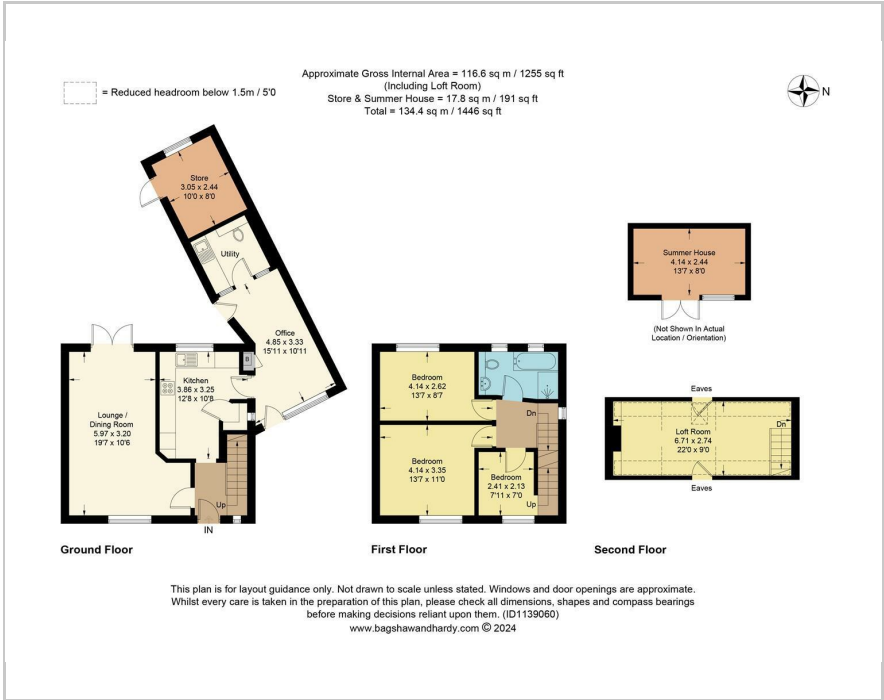 = Reduced headroom below 1.5m / 5'0
Approximate Gross Internal Area = 116.6 sq m / 1255 sq ft
(Including Loft Room)
Store & Summer House = 17.8 sq m / 191 sq ft
Total = 134.4 sq m / 1446 sq ft
N
Store
3.05 x 2.44
10'0 x 8'0
Utility
Office
4.85 x 3.33
15'11 x 10'11
B
Kitchen
3.86 x 3.25
12'8 x 10'8
Lounge /
Dining Room
5.97 x 3.20
19'7 x 10'6
Up
IN
Ground Floor
Bedroom
4.14 x 2.62
13'7 x 8'7
Dn
Bedroom
4.14 x 3.35
13'7 x 11'0
Bedroom
2.41 x 2.13
7'11 x 7'0
Up
First Floor
Summer House
4.14 x 2.44
13'7 x 8'0
(Not Shown In Actual
Location / Orientation)
Eaves
Loft Room
6.71 x 2.74
22'0 x 9'0
Dn
Eaves
Second Floor
This plan is for layout guidance only. Not drawn to scale unless stated. Windows and door openings are approximate.
Whilst every care is taken in the preparation of this plan, please check all dimensions, shapes and compass bearings
before making decisions reliant upon them. (ID1139060)
www.bagshawandhardy.com © 2024